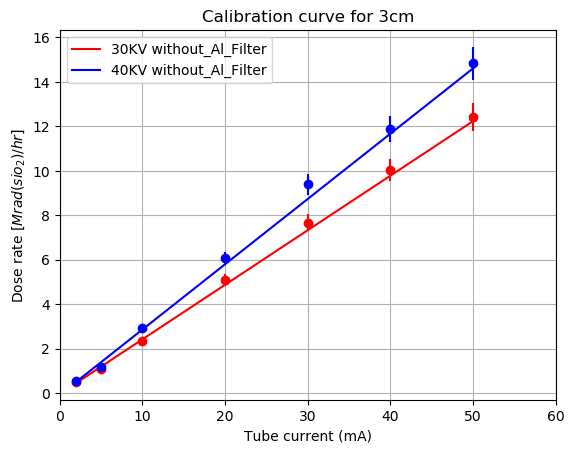 Calibration curve for 3cm
30KV without_Al_Filter
40KV without_Al_Filter
Dose rate [Mrad(sio₂)/hr]
16
14
12
10
8
6
4
2
0
0 10 20 30 40 50 60
Tube current (mA)